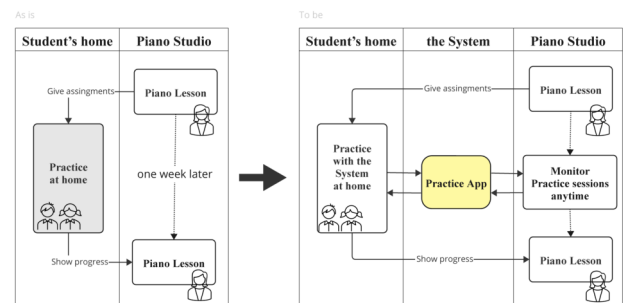 As is
Student's home
Piano Studio
Give assingments
Piano Lesson
Practice
at home
one week later
Show progress
Piano Lesson
To be
Student's home
the System
Piano Studio
Give assingments
Piano Lesson
Practice
with the
System
at home
Practice App
Monitor
Practice sessions
anytime
Show progress
Piano Lesson